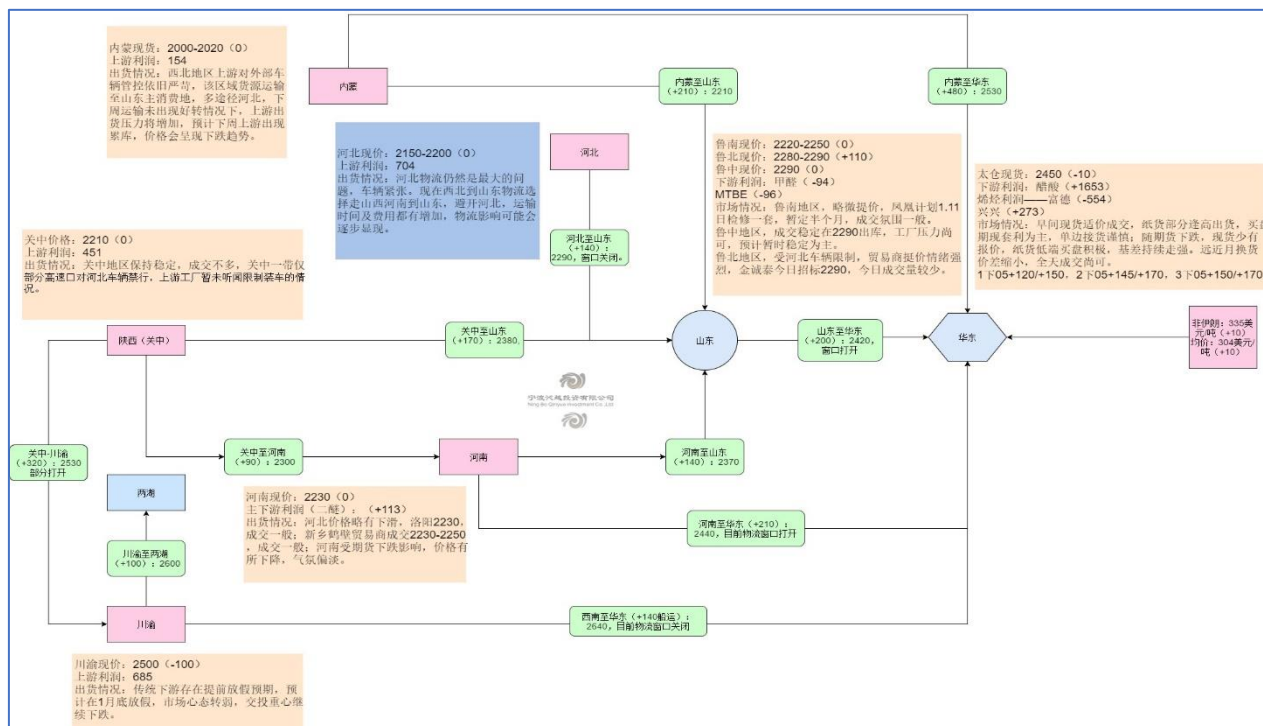 内蒙现货：2000-2020（0）
上游利润：154
出货情况：西北地区上游对外部车
辆管控依旧严苛，该区域货源运输
至山东主消费地，多途径河北，下
周运输未出现好转情况下，上游出
货压力将增加，预计下周上游出现
累库，价格会呈现下跌趋势。
内蒙
内蒙至山东
（+210）：2210
内蒙至华东
（+480）：2530
河北现价：2150-2200（0）
上游利润：704
出货情况：河北物流仍然是最大的问
题，车辆紧张，现在西北到山东物流选
择走山西河南到山东，避开河北，运输
时间及费用都有增加，物流影响可能会
逐步显现。
河北
河北至山东
（+140）：
2290，窗口关闭。
鲁南现价：2220-2250（0）
鲁北现价：2280-2290（+110）
鲁中现价：2290（0）
下游利润：甲醛（-94）
MTBE（-96）
市场情况：鲁南地区，略微提价，凤凰计划1.11
日检修一套，暂定半个月，成交氛围一般。
鲁中地区，成交稳定在2290出库，工厂压力尚
可，预计暂时稳定为主。
鲁北地区，受河北车辆限制，贸易商挺价情绪强
烈，金诚泰今日招标2290，今日成交量较少。
太仓现货：2450（-10）
下游利润：醋酸（+1653）
烯烃利润——富德（-554）
兴兴（+273）
市场情况：早间现货适价成交，纸货部分逢高出货，买盘
期现套利为主，单边接货谨慎；随期货下跌，现货少有
报价，纸货低端买盘积极，基差持续走强，远近月换货
价差缩小，全天成交尚可。
1下05+120/+150，2下05+145/+170，3下05+150/+170
关中价格：2210（0）
上游利润：451
出货情况：关中地区保持稳定，成交不多，关中一带仅
部分高速口对河北车辆禁行，上游工厂暂未听闻限制装车的情
况。
陕西（关中）
关中至山东
（+170）：2380。
山东
山东至华东
（+200）：2420，
窗口打开
华东
非伊朗：335美
元/吨（+10）
均价：304美元/
吨（+10）
宁波沁越投资有限公司
关中-川渝
（+320）：2530
部分打开
关中至河南
（+90）：2300
河南
河南至山东
（+140）：2370
两湖
川渝至两湖
（+100）：2600
河南现价：2230（0）
主下游利润（二醚）：（+113）
出货情况：河北价格略有下滑，洛阳2230，
成交一般；新乡鹤壁贸易商成交2230-2250
，成交一般；河南受期货下跌影响，价格有
所下降，气氛偏淡。
河南至华东（+210）：
2440，目前物流窗口打开
川渝
西南至华东（+140船运）：
2640，目前物流窗口关闭
川渝现价：2500（-100）
上游利润：685
出货情况：传统下游存在提前放假预期，预
计在1月底放假，市场心态转弱，交投重心继
续下跌。